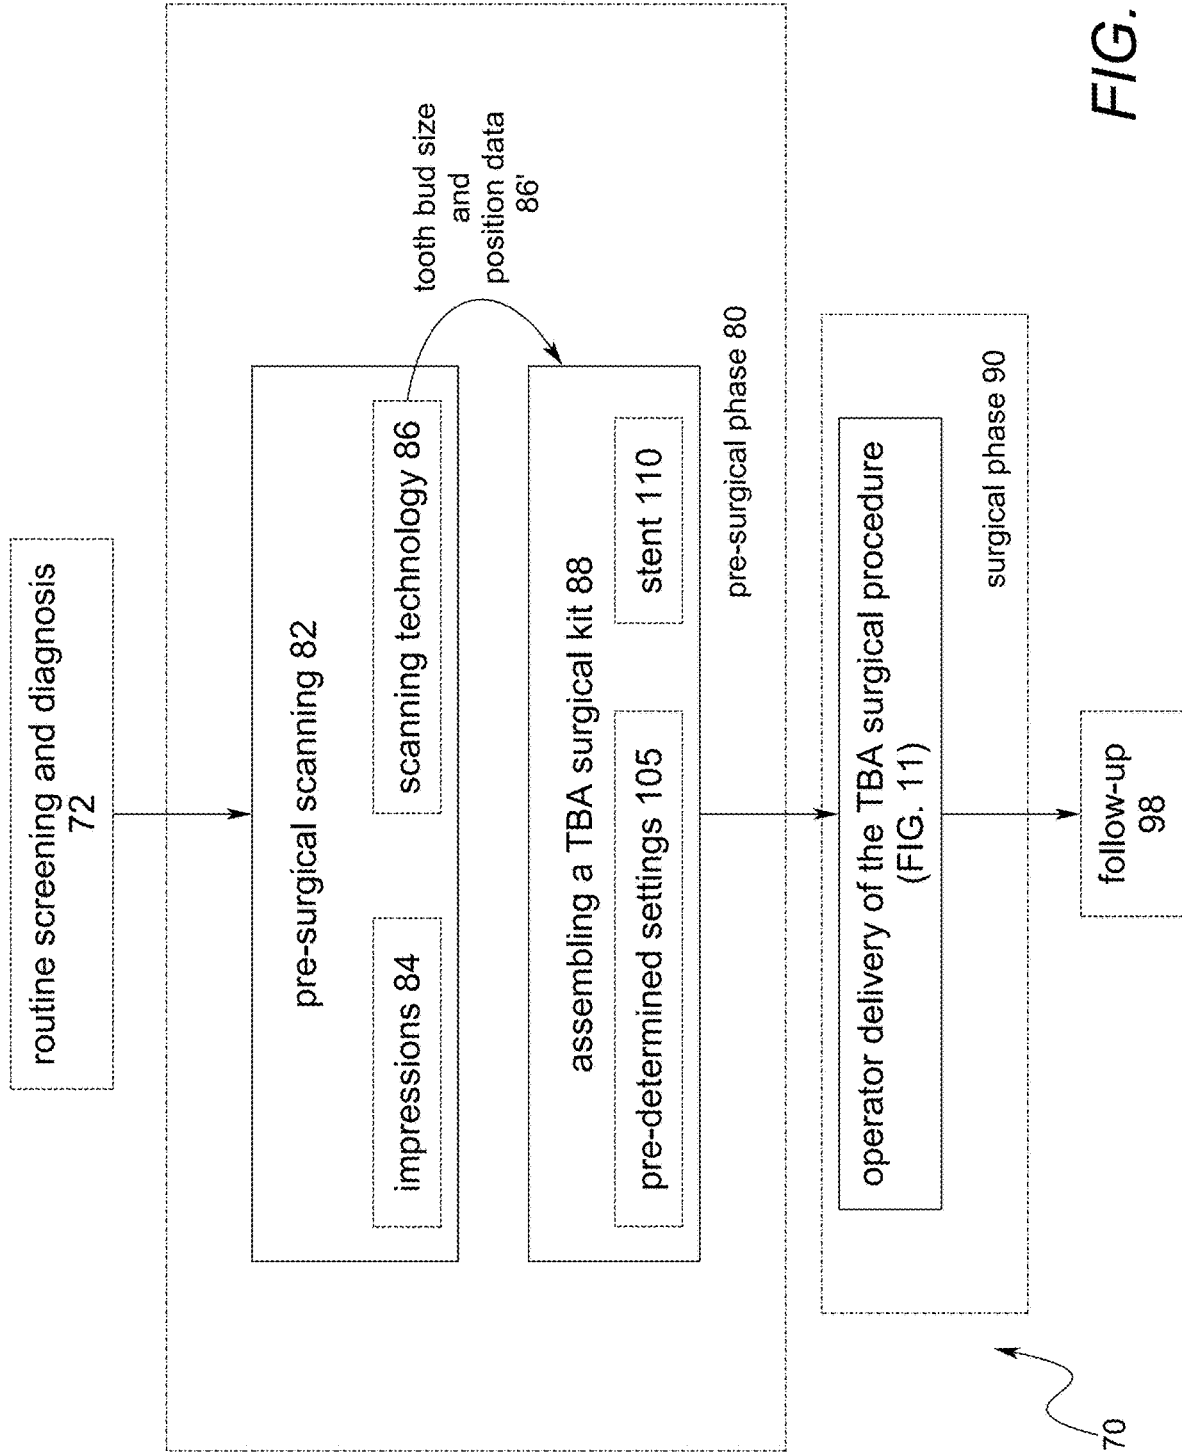 routine screening and diagnosis
72
pre-surgical scanning 82
impressions 84
scanning technology 86
tooth bud size
and
position data
86'
assembling a TBA surgical kit 88
pre-determined settings 105
stent 110
pre-surgical phase 80
operator delivery of the TBA surgical procedure
(FIG. 11)
surgical phase 90
follow-up
98
70
FIG.